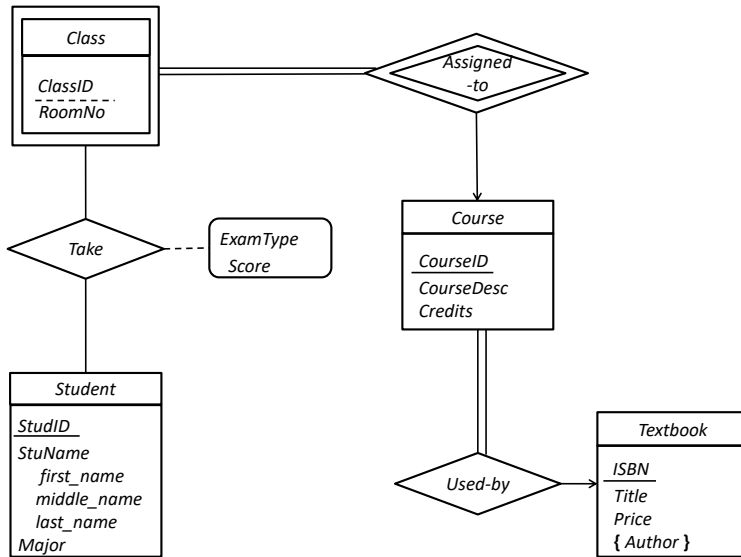 Class
ClassID
RoomNo
Assigned
-to
Course
CourseID
CourseDesc
Credits
Take
ExamType
Score
Student
StudID
StuName
first_name
middle_name
last_name
Major
Used-by
Textbook
ISBN
Title
Price
{ Author }